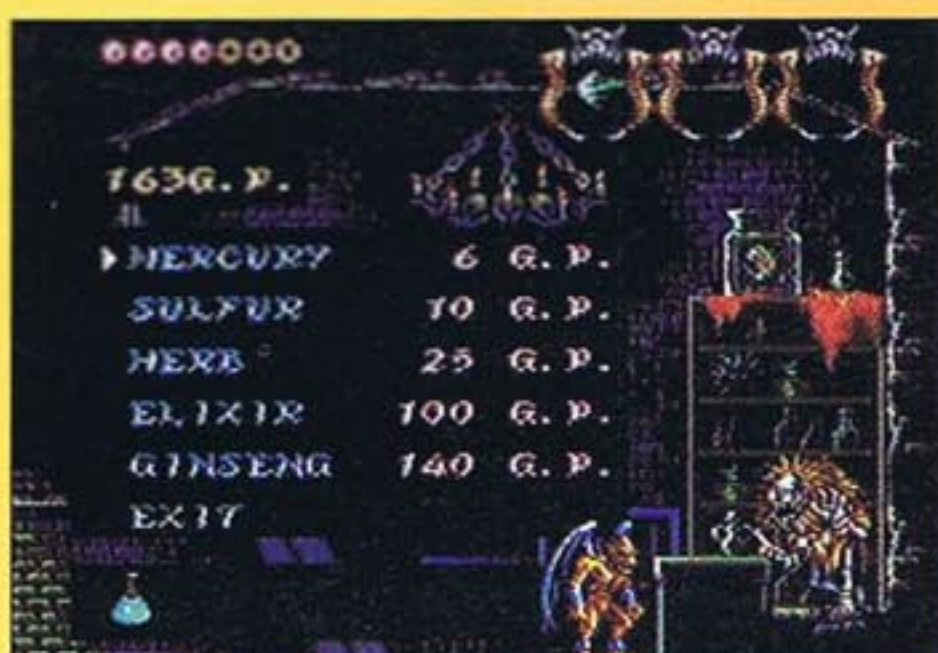 163G.P.
MERCURY 6 G.P.
SULFUR 10 G.P.
HERB 25 G.P.
ELIXIR 100 G.P.
GINSENG 140 G.P.
EXIT